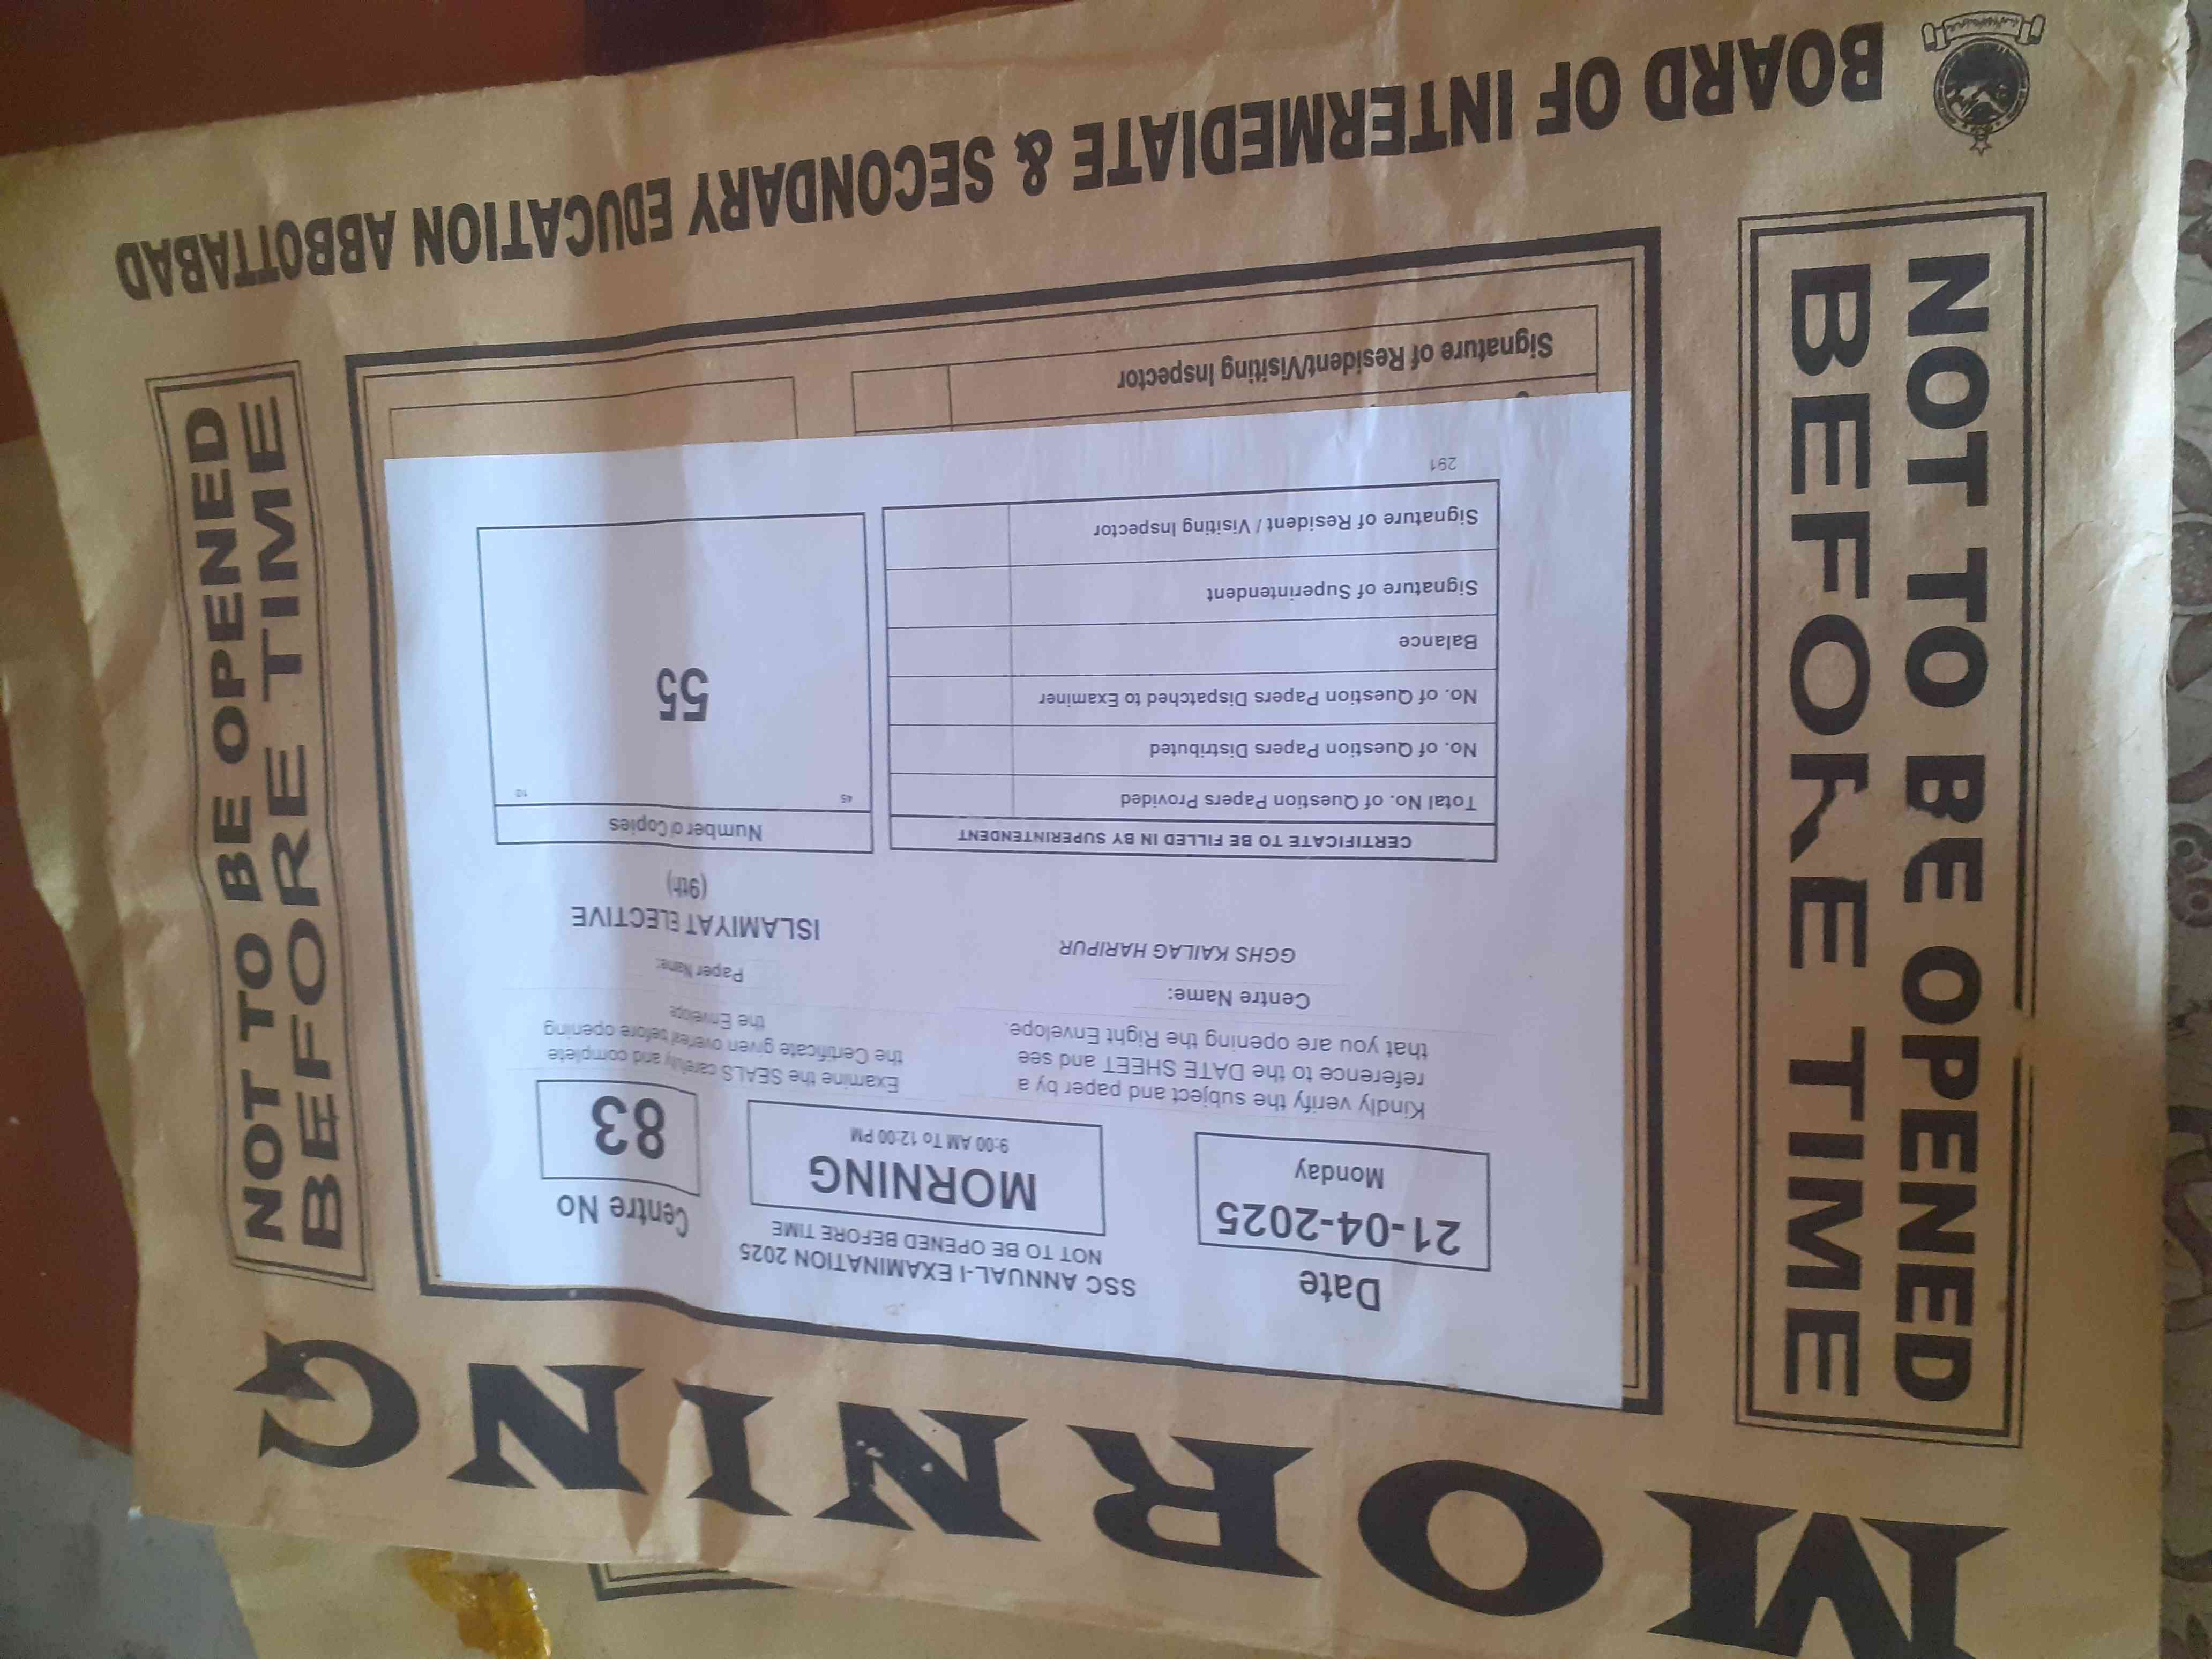 MORNING
NOT TO BE OPENED
BEFORE TIME
Date
21-04-2025
Monday
SSC ANNUAL-I EXAMINATION 2025
NOT TO BE OPENED BEFORE TIME
MORNING
9:00 AM To 12:00 PM
Centre No
83
Kindly verify the subject and paper by a
reference to the DATE SHEET and see
that you are opening the Right Envelope.
Examine the SEALS carefully and complete
the Certificate given overleaf before opening
the Envelope
Centre Name:
GGHS KAILAG HARIPUR
Paper Name:
ISLAMIYAT ELECTIVE
(9th)
CERTIFICATE TO BE FILLED IN BY SUPERINTENDENT
Total No. of Question Papers Provided
No. of Question Papers Distributed
No. of Question Papers Dispatched to Examiner
Balance
Signature of Superintendent
Signature of Resident / Visiting Inspector
291
Number of Copies
45 10
55
Signature of Resident/Visiting Inspector
NOT TO BE OPENED
BEFORE TIME
BOARD OF INTERMEDIATE & SECONDARY EDUCATION ABBOTTABAD